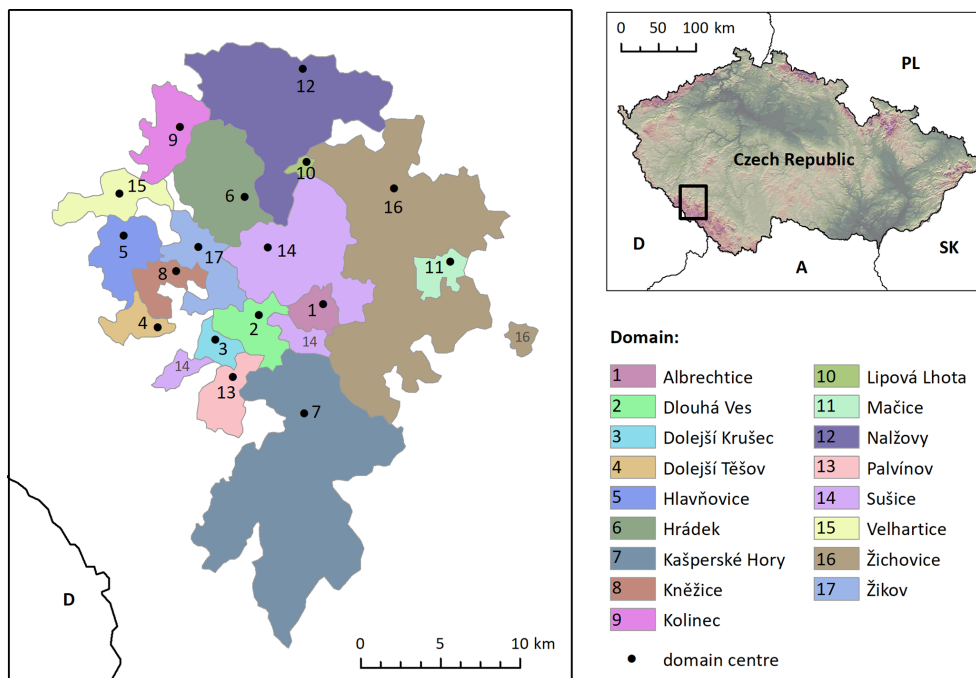 12
9
10
15
6
16
5
17
14
11
8
1
4
2
3
14
16
14
13
7
D
0 5 10 km
0 50 100 km
PL
Czech Republic
D
A
SK
Domain:
1 Albrechtice
2 Dlouhá Ves
3 Dolejší Krušec
4 Dolejší Těšov
5 Hlavňovice
6 Hrádek
7 Kašperské Hory
8 Kněžice
9 Kolinec
10 Lipová Lhota
11 Mačice
12 Nalžovy
13 Palvínov
14 Sušice
15 Velhartice
16 Žichovice
17 Žikov
domain centre